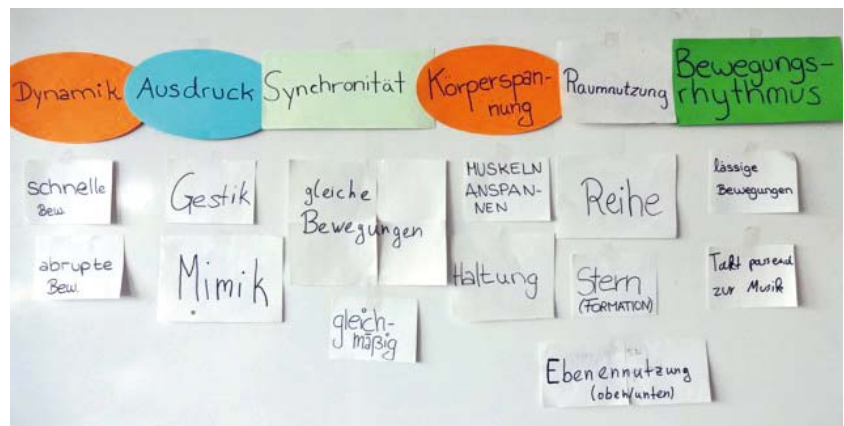 Dynamik
Ausdruck
Synchronität
Körperspan-
nung
Raumnutzung
Bewegungs-
rhythmus
schnelle
Bew.
abrupte
Bew.
Gestik
Mimik
gleiche
Bewegungen
gleich-
mäßig
MUSKELN
ANSPAN-
NEN
Haltung
Reihe
Stern
(FORMATION)
Ebenennutzung
(oben/unten)
lässige
Bewegungen
Takt passend
zur Musik